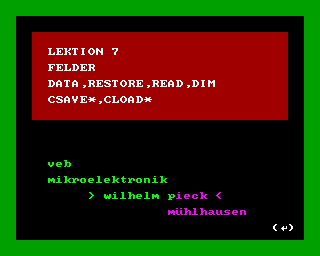 LEKTION 7
FELDER
DATA,RESTORE,READ,DIM
CSAVE*,CLOAD*
veb
mikroelektronik
> wilhelm pieck <
mühlhausen
(↵)